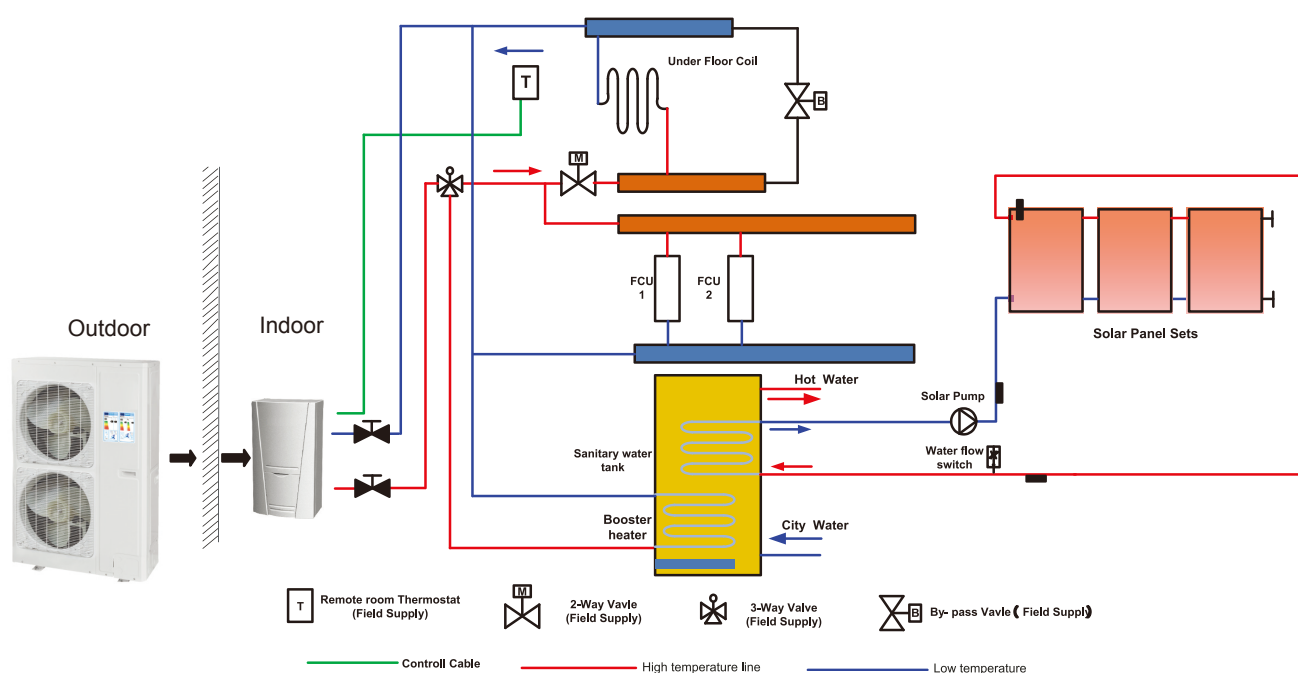 Under Floor Coil
T
B
M
FCU
1
FCU
2
Outdoor
Indoor
Solar Panel Sets
Hot Water
Solar Pump
Sanitary water
tank
Water flow
switch
Booster
heater
City Water
T
Remote room Thermostat
(Field Supply)
M
2-Way Vavle
(Field Supply)
3-Way Valve
(Field Supply)
B
By- pass Vavle ( Field Supply)
Controll Cable
High temperature line
Low temperature